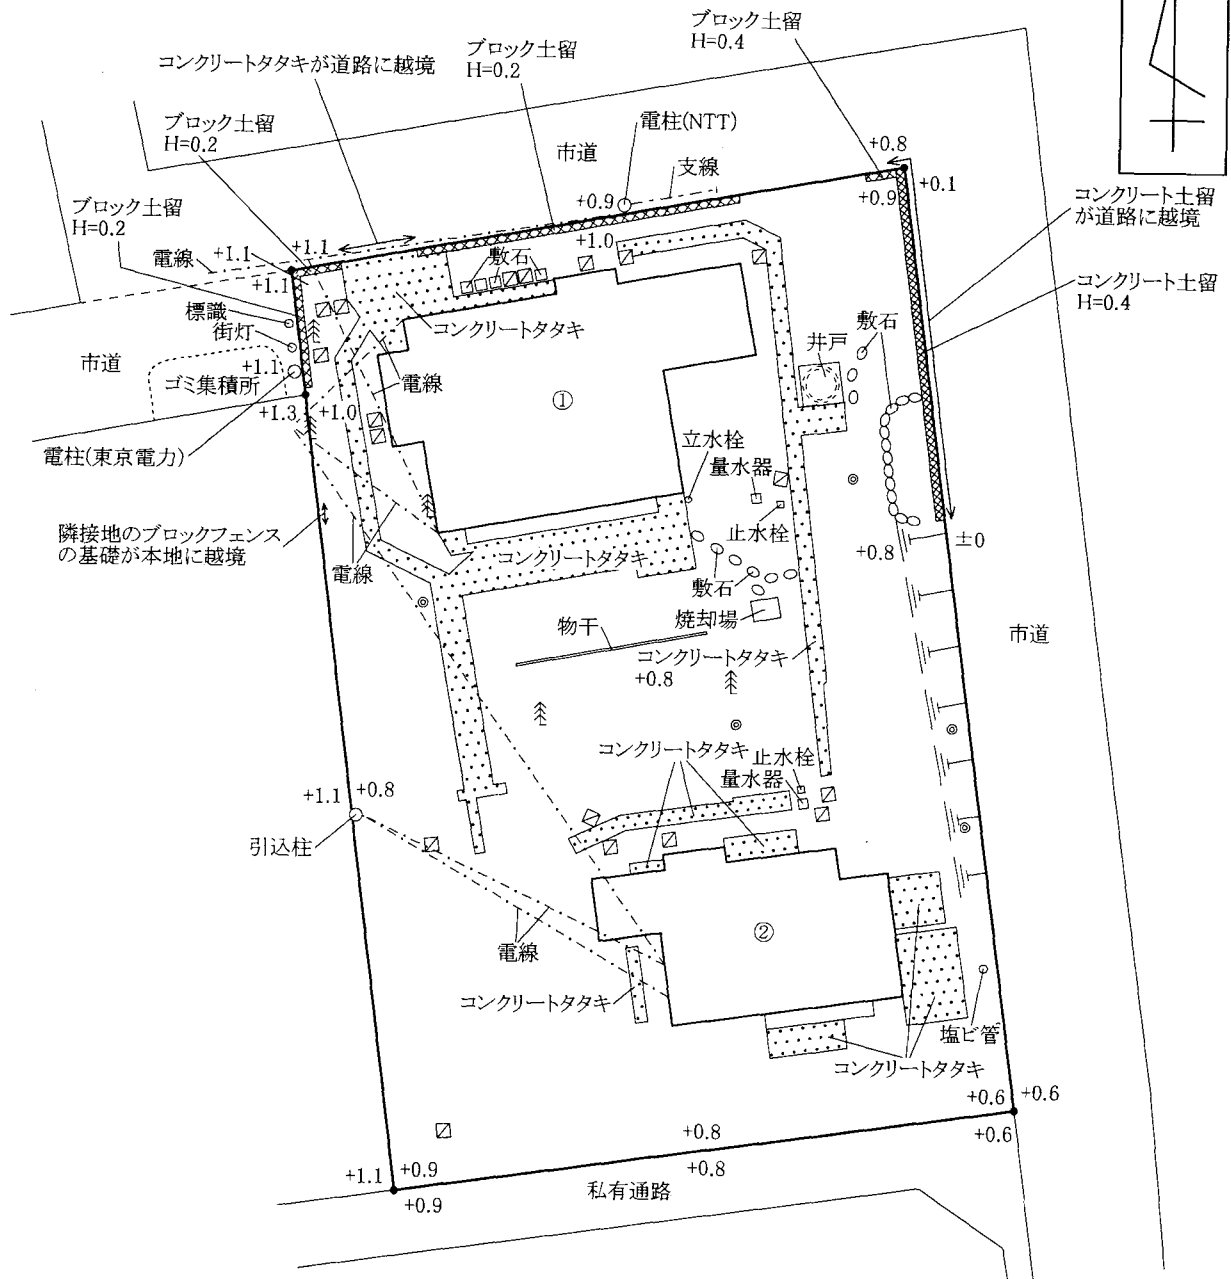 ブロック土留
H=0.4
ブロック土留
H=0.2
コンクリートタタキが道路に越境
ブロック土留
H=0.2
電柱(NTT)
市道
支線
+0.8
+0.9
+0.1
+0.9
コンクリート土留
が道路に越境
ブロック土留
H=0.2
+1.1
+1.1
電線
+1.1
敷石
+1.0
コンクリート土留
H=0.4
標識
街灯
コンクリートタタキ
井戸
敷石
市道
+1.1
ゴミ集積所
電線
①
+1.3
+1.0
電柱(東京電力)
立水栓
量水器
止水栓
隣接地のブロックフェンス
の基礎が本地に越境
電線
コンクリートタタキ
+0.8
±0
敷石
焼却場
物干
コンクリートタタキ
+0.8
市道
コンクリートタタキ
止水栓
量水器
+1.1
+0.8
引込柱
電線
②
コンクリートタタキ
塩ビ管
コンクリートタタキ
+0.6
+0.6
+0.8
+0.6
+1.1
+0.9
+0.8
+0.9
私有通路